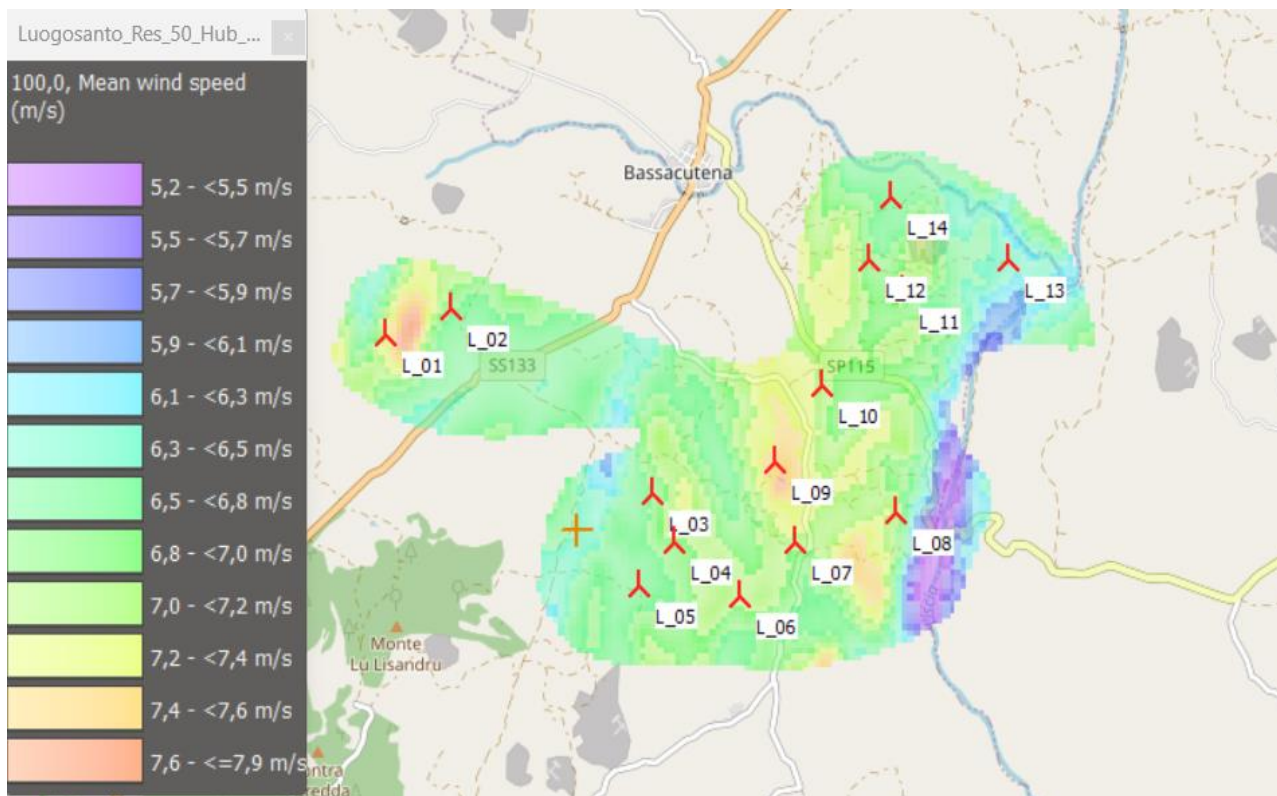 Luogosanto_Res_50_Hub_...
100,0, Mean wind speed
(m/s)
5,2 - <5,5 m/s
5,5 - <5,7 m/s
5,7 - <5,9 m/s
5,9 - <6,1 m/s
6,1 - <6,3 m/s
6,3 - <6,5 m/s
6,5 - <6,8 m/s
6,8 - <7,0 m/s
7,0 - <7,2 m/s
7,2 - <7,4 m/s
7,4 - <7,6 m/s
7,6 - <=7,9 m/s
Bassacutena
L_14
L_12
L_13
L_11
L_02
L_01
SS133
SP115
L_10
L_09
L_03
L_08
L_04
L_07
L_05
L_06
Monte
Lu Lisandru